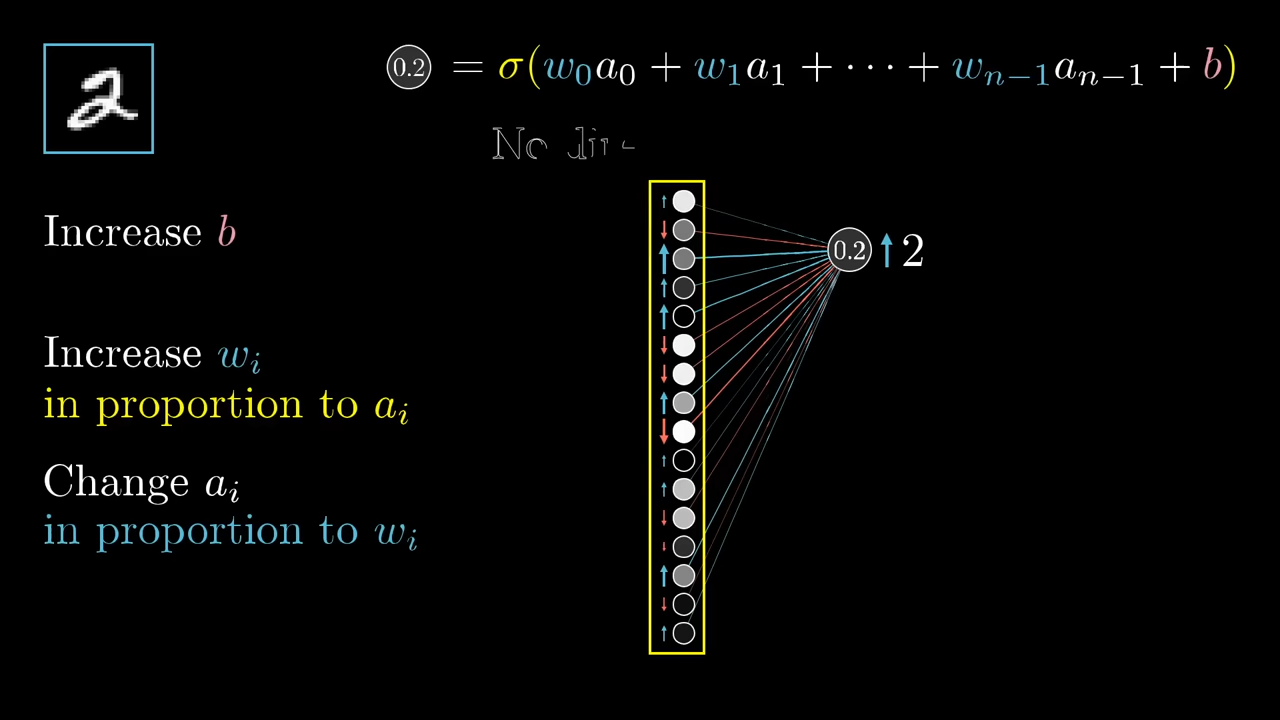 0.2 = σ(w₀a₀ + w₁a₁ + ⋯ + wₙ₋₁aₙ₋₁ + b)
2
No
Increase b
0.2 2
Increase wᵢ
in proportion to aᵢ
Change aᵢ
in proportion to wᵢ